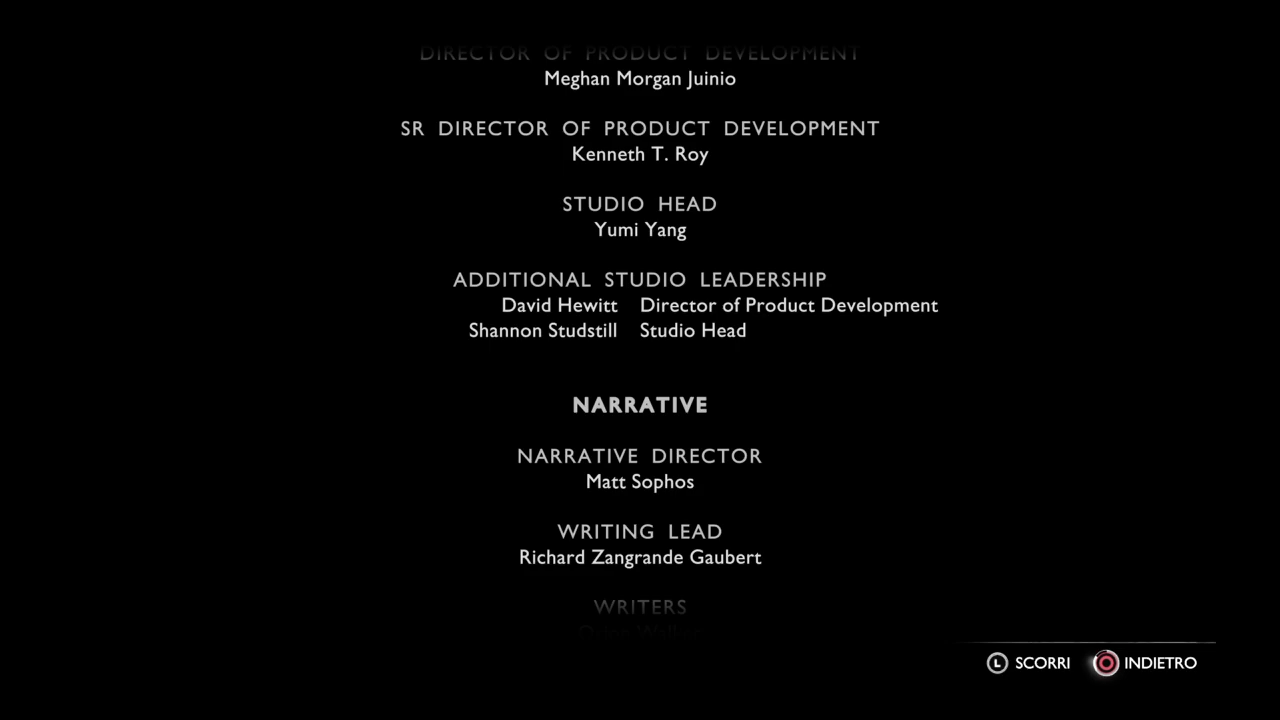 DIRECTOR OF PRODUCT DEVELOPMENT
Meghan Morgan Juinio
SR DIRECTOR OF PRODUCT DEVELOPMENT
Kenneth T. Roy
STUDIO HEAD
Yumi Yang
ADDITIONAL STUDIO LEADERSHIP
David Hewitt Director of Product Development
Shannon Studstill Studio Head
NARRATIVE
NARRATIVE DIRECTOR
Matt Sophos
WRITING LEAD
Richard Zangrande Gaubert
WRITERS
L SCORRI INDIETRO